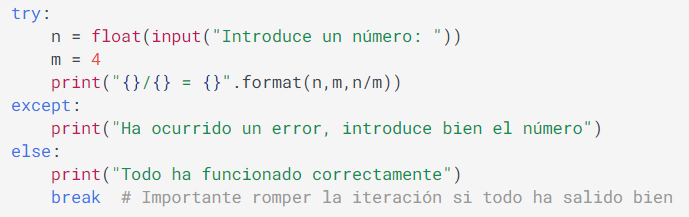 try:
    n = float(input("Introduce un número: "))
    m = 4
    print("{}/{} = {}".format(n,m,n/m))
except:
    print("Ha ocurrido un error, introduce bien el número")
else:
    print("Todo ha funcionado correctamente")
    break  # Importante romper la iteración si todo ha salido bien